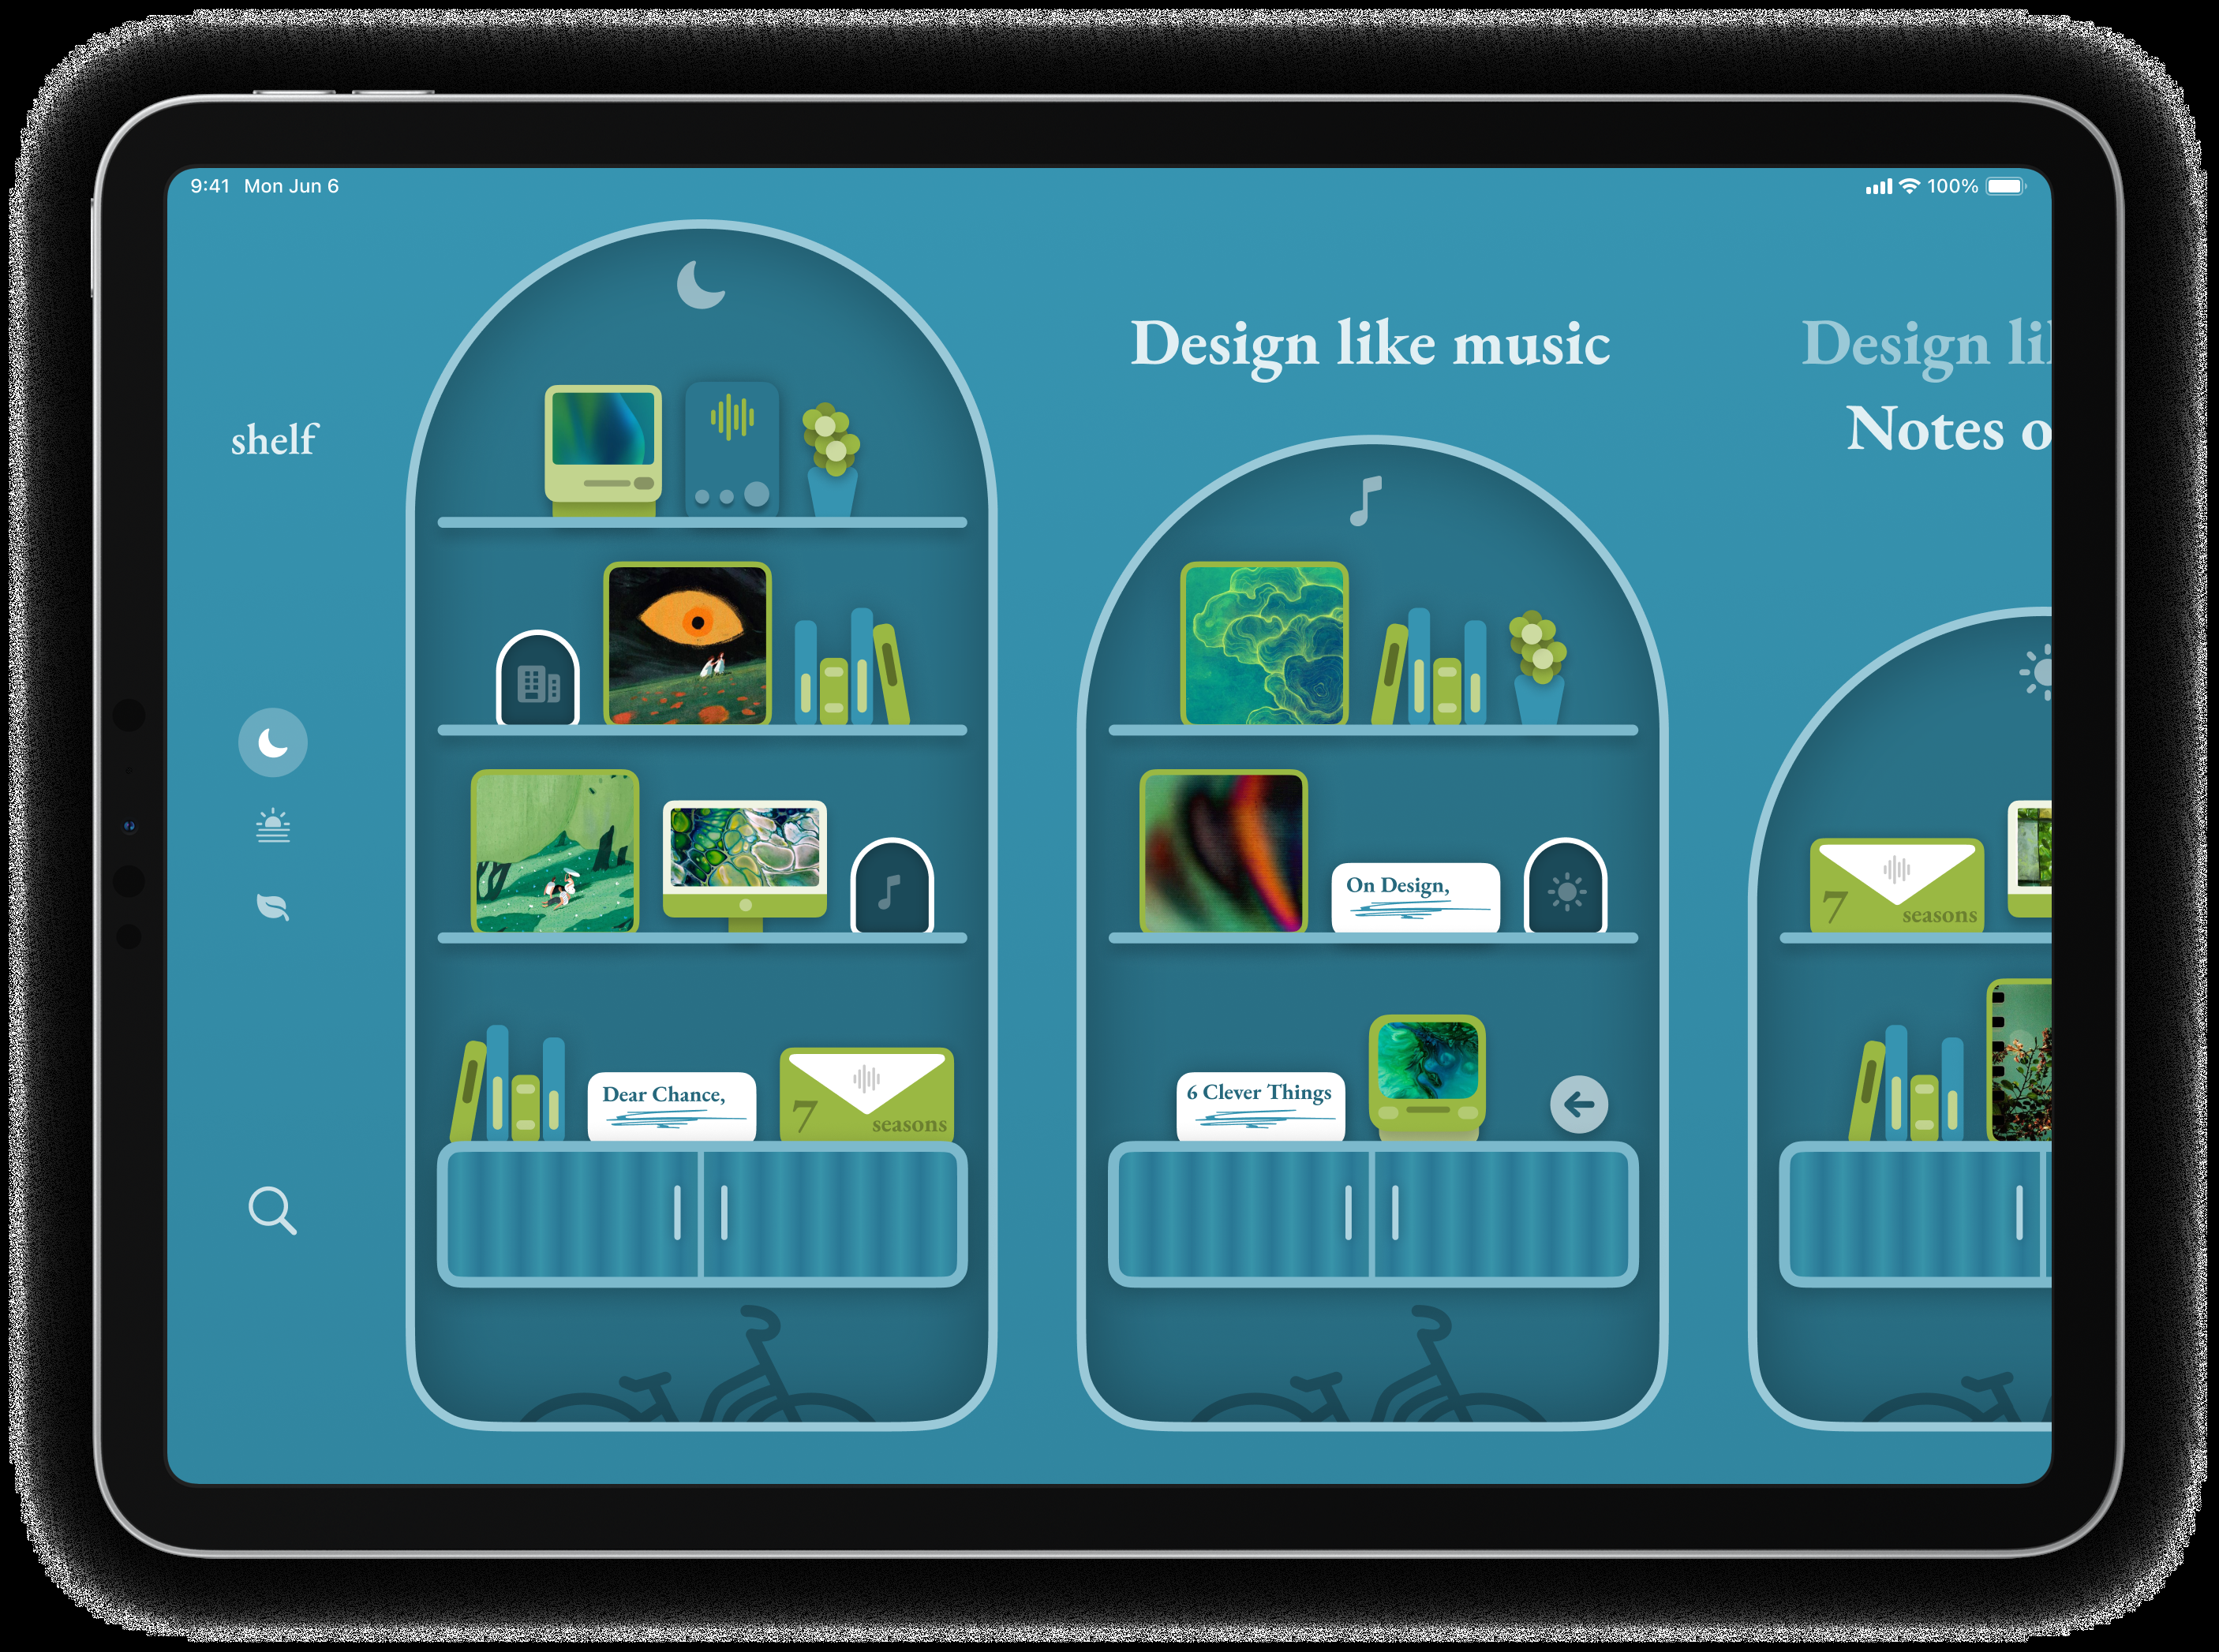 9:41 Mon Jun 6
100%
shelf
Design like music
Design
Notes
7
seasons
On Design,
Dear Chance,
7
seasons
6 Clever Things